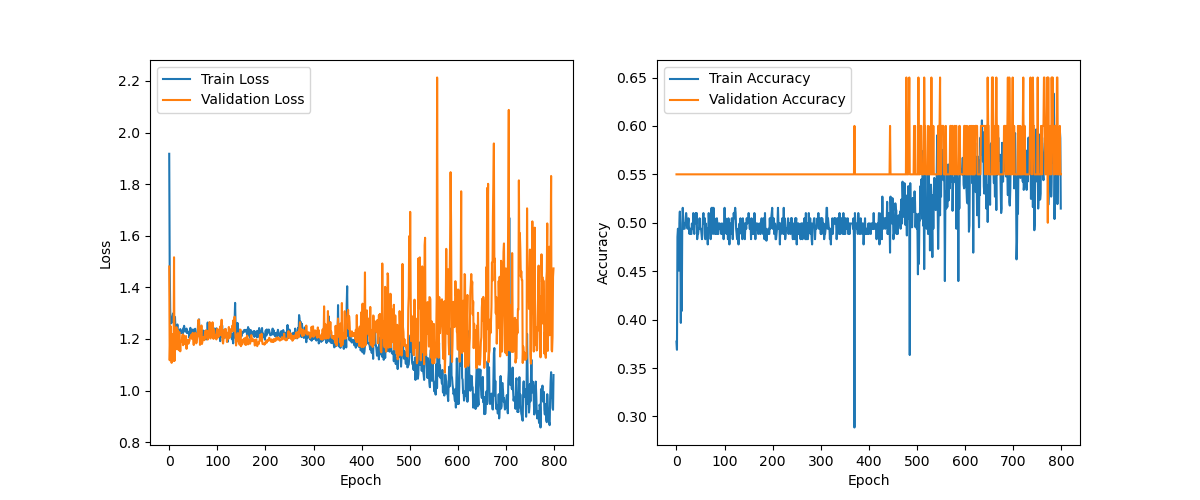 Train Loss
Validation Loss
2.2
2.0
1.8
1.6
1.4
1.2
1.0
0.8
Loss
0 100 200 300 400 500 600 700 800
Epoch
Train Accuracy
Validation Accuracy
0.65
0.60
0.55
0.50
0.45
0.40
0.35
0.30
Accuracy
0 100 200 300 400 500 600 700 800
Epoch